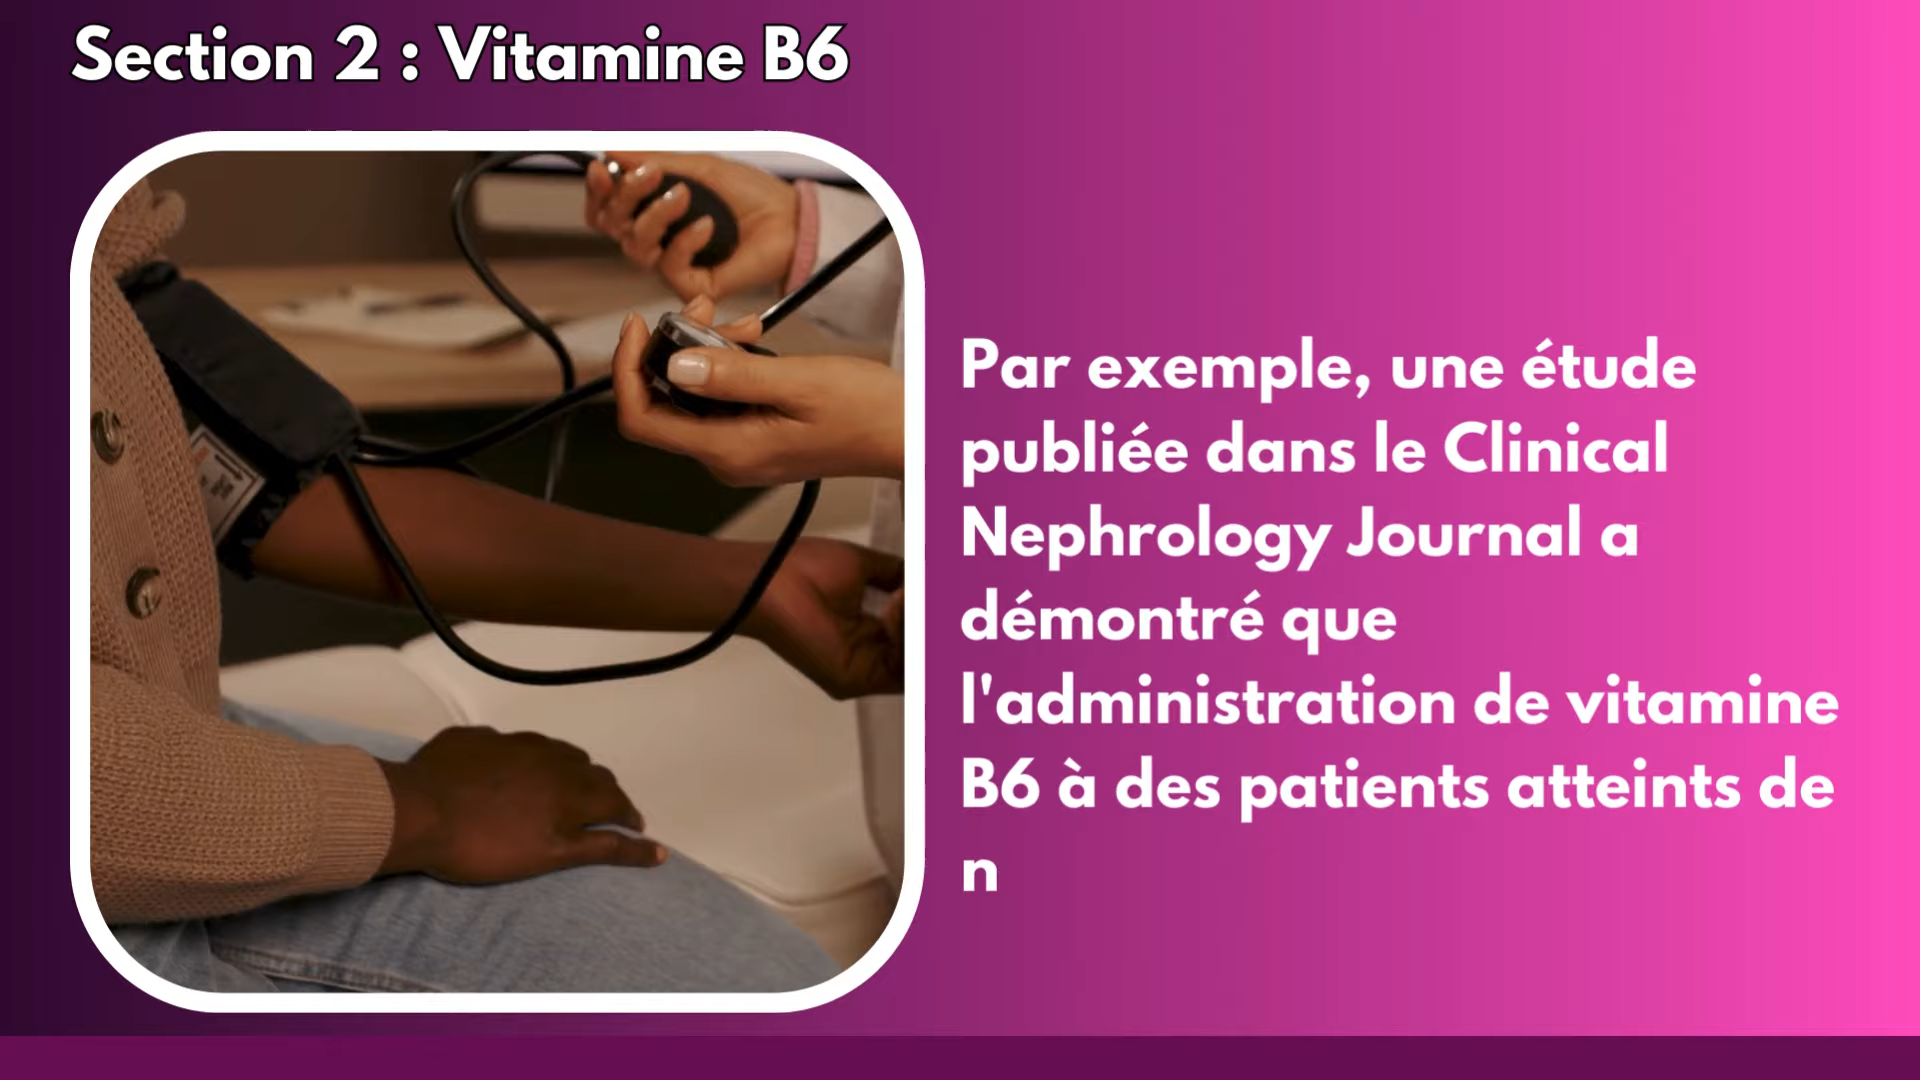 Section 2 : Vitamine B6
Par exemple, une étude
publiée dans le Clinical
Nephrology Journal a
démontré que
l'administration de vitamine
B6 à des patients atteints de
n